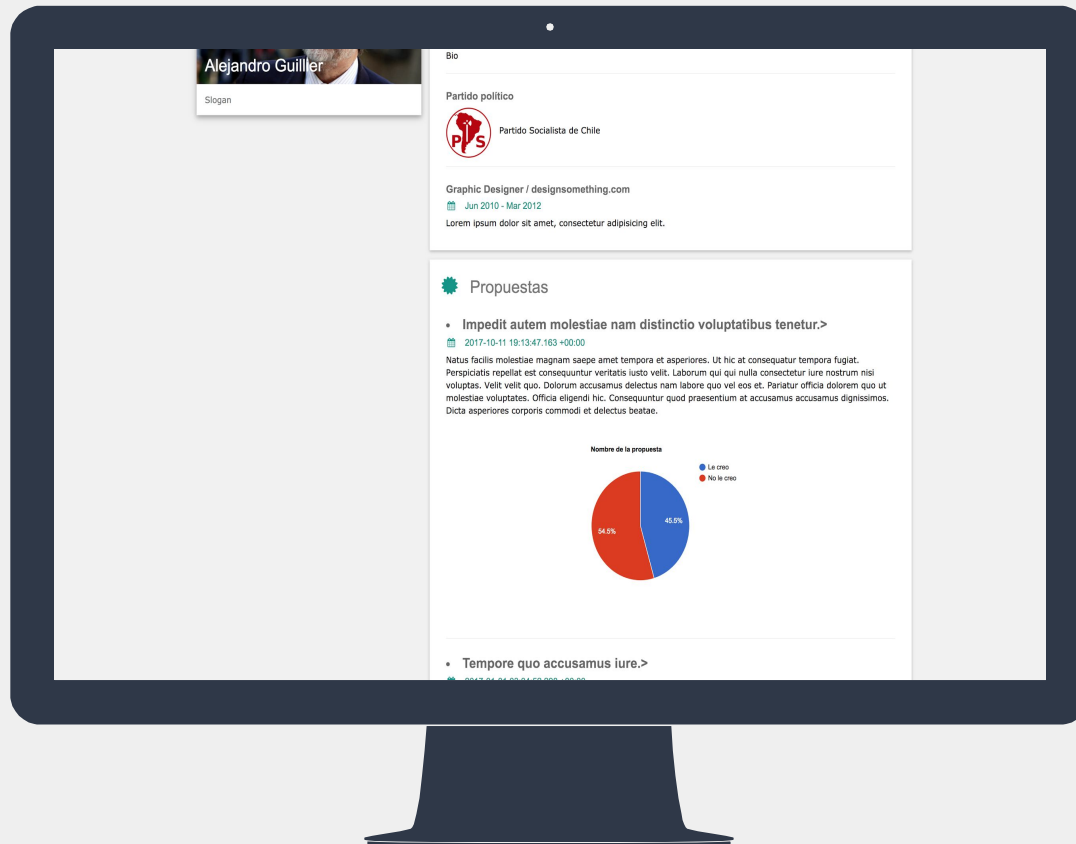 Alejandro Guillier
Slogan
Bio
Partido político
PS
Partido Socialista de Chile
Graphic Designer / designsomething.com
Jun 2010 - Mar 2012
Lorem ipsum dolor sit amet, consectetur adipisicing elit.
Propuestas
• Impedit autem molestiae nam distinctio voluptatibus tenetur.>
2017-10-11 19:13:47.163 +00:00
Natus facilis molestiae magnam saepe amet tempora et asperiores. Ut hic at consequatur tempora fugiat.
Perspiciatis repellat est consequuntur veritatis iusto velit. Laborum qui qui nulla consectetur iure nostrum nisi
voluptas. Velit velit quo. Dolorum accusamus delectus nam labore quo vel eos et. Pariatur officia dolorem quo ut
molestiae voluptates. Officia eligendi hic. Consequuntur quod praesentium at accusamus accusamus dignissimos.
Dicta asperiores corporis commodi et delectus beatae.
Nombre de la propuesta
Le creo
No le creo
45.5%
54.5%
• Tempore quo accusamus iure.>